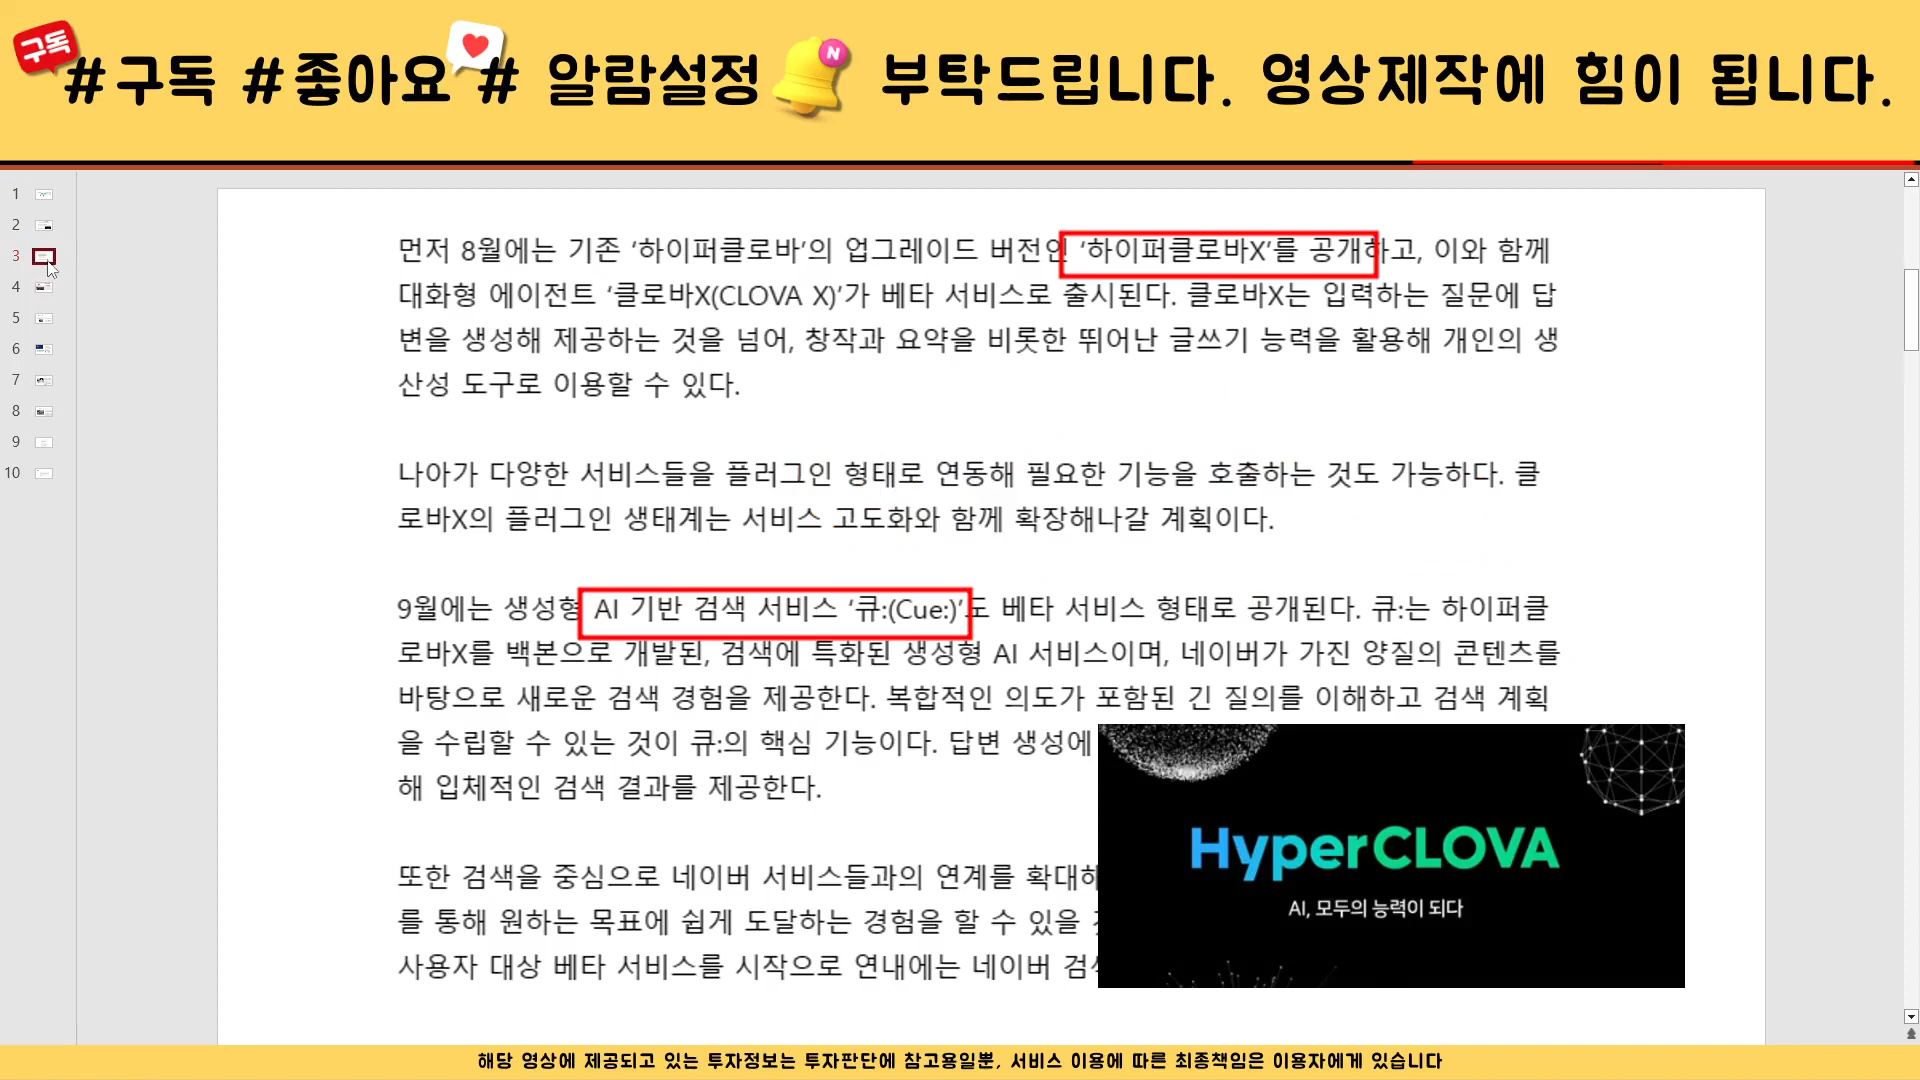 구독
#구독 #좋아요 # 알람설정 N 부탁드립니다. 영상제작에 힘이 됩니다.
1
2
3
4
5
6
7
8
9
10
먼저 8월에는 기존 ‘하이퍼클로바’의 업그레이드 버전인 ‘하이퍼클로바X’를 공개하고, 이와 함께
대화형 에이전트 ‘클로바X(CLOVA X)’가 베타 서비스로 출시된다. 클로바X는 입력하는 질문에 답
변을 생성해 제공하는 것을 넘어, 창작과 요약을 비롯한 뛰어난 글쓰기 능력을 활용해 개인의 생
산성 도구로 이용할 수 있다.
나아가 다양한 서비스들을 플러그인 형태로 연동해 필요한 기능을 호출하는 것도 가능하다. 클
로바X의 플러그인 생태계는 서비스 고도화와 함께 확장해나갈 계획이다.
9월에는 생성형 AI 기반 검색 서비스 ‘큐:(Cue:)’도 베타 서비스 형태로 공개된다. 큐:는 하이퍼클
로바X를 백본으로 개발된, 검색에 특화된 생성형 AI 서비스이며, 네이버가 가진 양질의 콘텐츠를
바탕으로 새로운 검색 경험을 제공한다. 복합적인 의도가 포함된 긴 질의를 이해하고 검색 계획
을 수립할 수 있는 것이 큐:의 핵심 기능이다. 답변 생성에
해 입체적인 검색 결과를 제공한다.
또한 검색을 중심으로 네이버 서비스들과의 연계를 확대해
를 통해 원하는 목표에 쉽게 도달하는 경험을 할 수 있을
사용자 대상 베타 서비스를 시작으로 연내에는 네이버
HyperCLOVA
AI, 모두의 능력이 되다
해당 영상에 제공되고 있는 투자정보는 투자판단에 참고용일뿐, 서비스 이용에 따른 최종책임은 이용자에게 있습니다